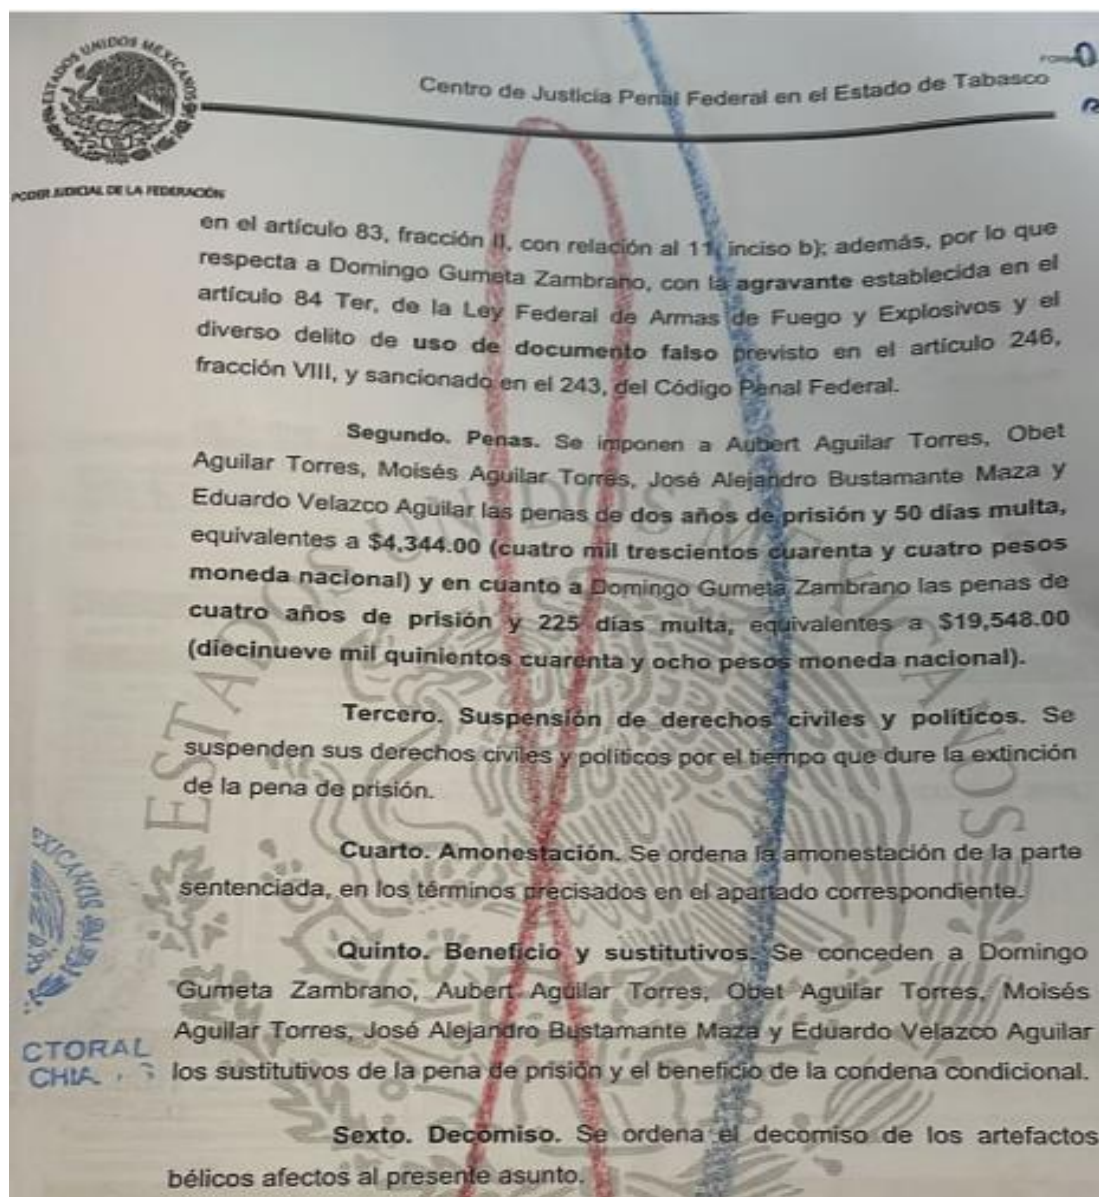 ESTADOS UNIDOS MEXICANOS
FORMA
Centro de Justicia Penal Federal en el Estado de Tabasco
PODER JUDICIAL DE LA FEDERACIÓN
en el artículo 83, fracción II, con relación al 11, inciso b); además, por lo que
respecta a Domingo Gumeta Zambrano, con la agravante establecida en el
artículo 84 Ter, de la Ley Federal de Armas de Fuego y Explosivos y el
diverso delito de uso de documento falso previsto en el artículo 246,
fracción VIII, y sancionado en el 243, del Código Penal Federal.
Segundo. Penas. Se imponen a Aubert Aguilar Torres, Obet
Aguilar Torres, Moisés Aguilar Torres, José Alejandro Bustamante Maza y
Eduardo Velazco Aguilar las penas de dos años de prisión y 50 días multa,
equivalentes a $4,344.00 (cuatro mil trescientos cuarenta y cuatro pesos
moneda nacional) y en cuanto a Domingo Gumeta Zambrano las penas de
cuatro años de prisión y 225 días multa, equivalentes a $19,548.00
(diecinueve mil quinientos cuarenta y ocho pesos moneda nacional).
Tercero. Suspensión de derechos civiles y políticos. Se
suspenden sus derechos civiles y políticos por el tiempo que dure la extinción
de la pena de prisión.
Cuarto. Amonestación. Se ordena la amonestación de la parte
sentenciada, en los términos precisados en el apartado correspondiente.
Quinto. Beneficio y sustitutivos. Se conceden a Domingo
Gumeta Zambrano, Aubert Aguilar Torres, Obet Aguilar Torres, Moisés
Aguilar Torres, José Alejandro Bustamante Maza y Eduardo Velazco Aguilar
los sustitutivos de la pena de prisión y el beneficio de la condena condicional.
Sexto. Decomiso. Se ordena el decomiso de los artefactos
bélicos afectos al presente asunto.
ESTADOS UNIDOS MEXICANOS
CTORAL
CHIA